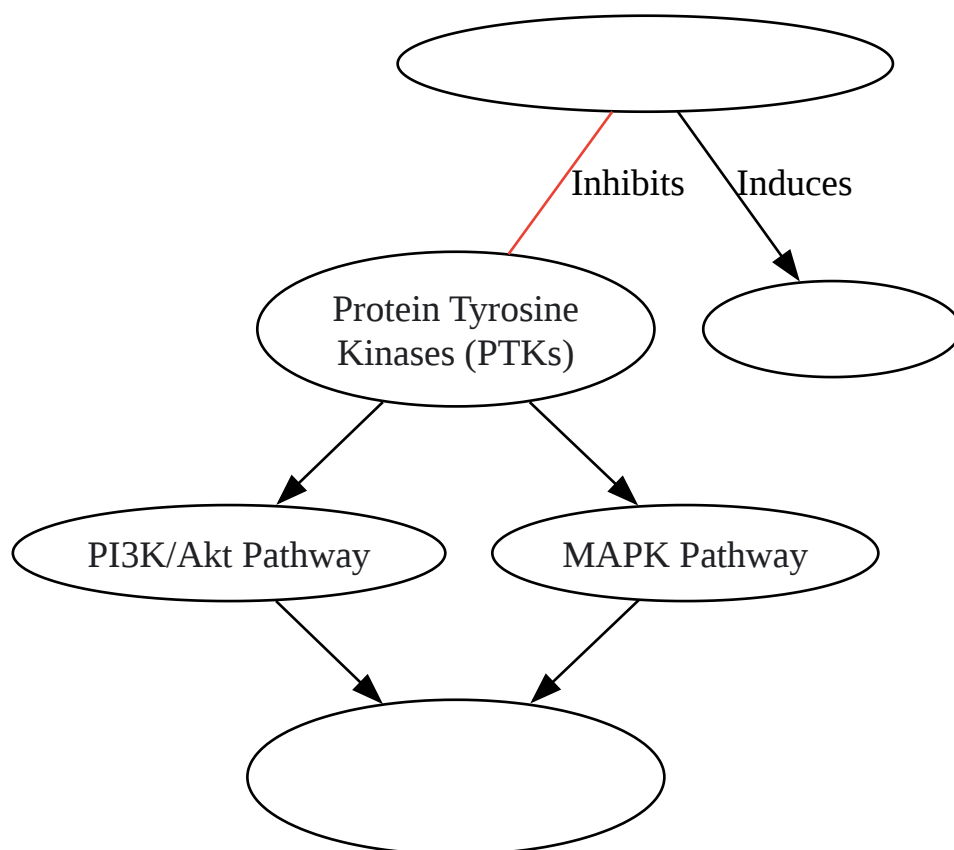 Inhibits
Induces
Protein Tyrosine
Kinases (PTKs)
PI3K/Akt Pathway
MAPK Pathway